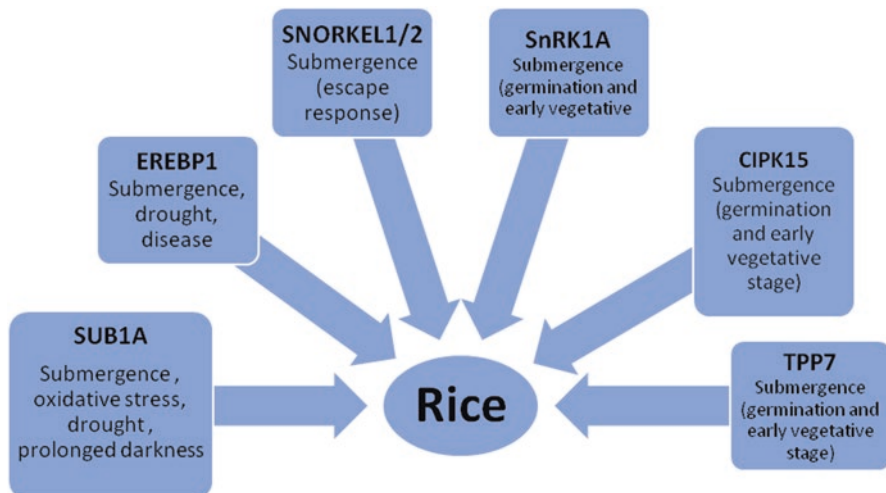 SNORKEL1/2
Submergence
(escape
response)
SnRK1A
Submergence
(germination and
early vegetative
EREBP1
Submergence,
drought,
disease
CIPK15
Submergence
(germination
and early
vegetative
stage)
SUB1A
Submergence ,
oxidative stress,
drought ,
prolonged darkness
TPP7
Submergence
(germination and
early vegetative
stage)
Rice